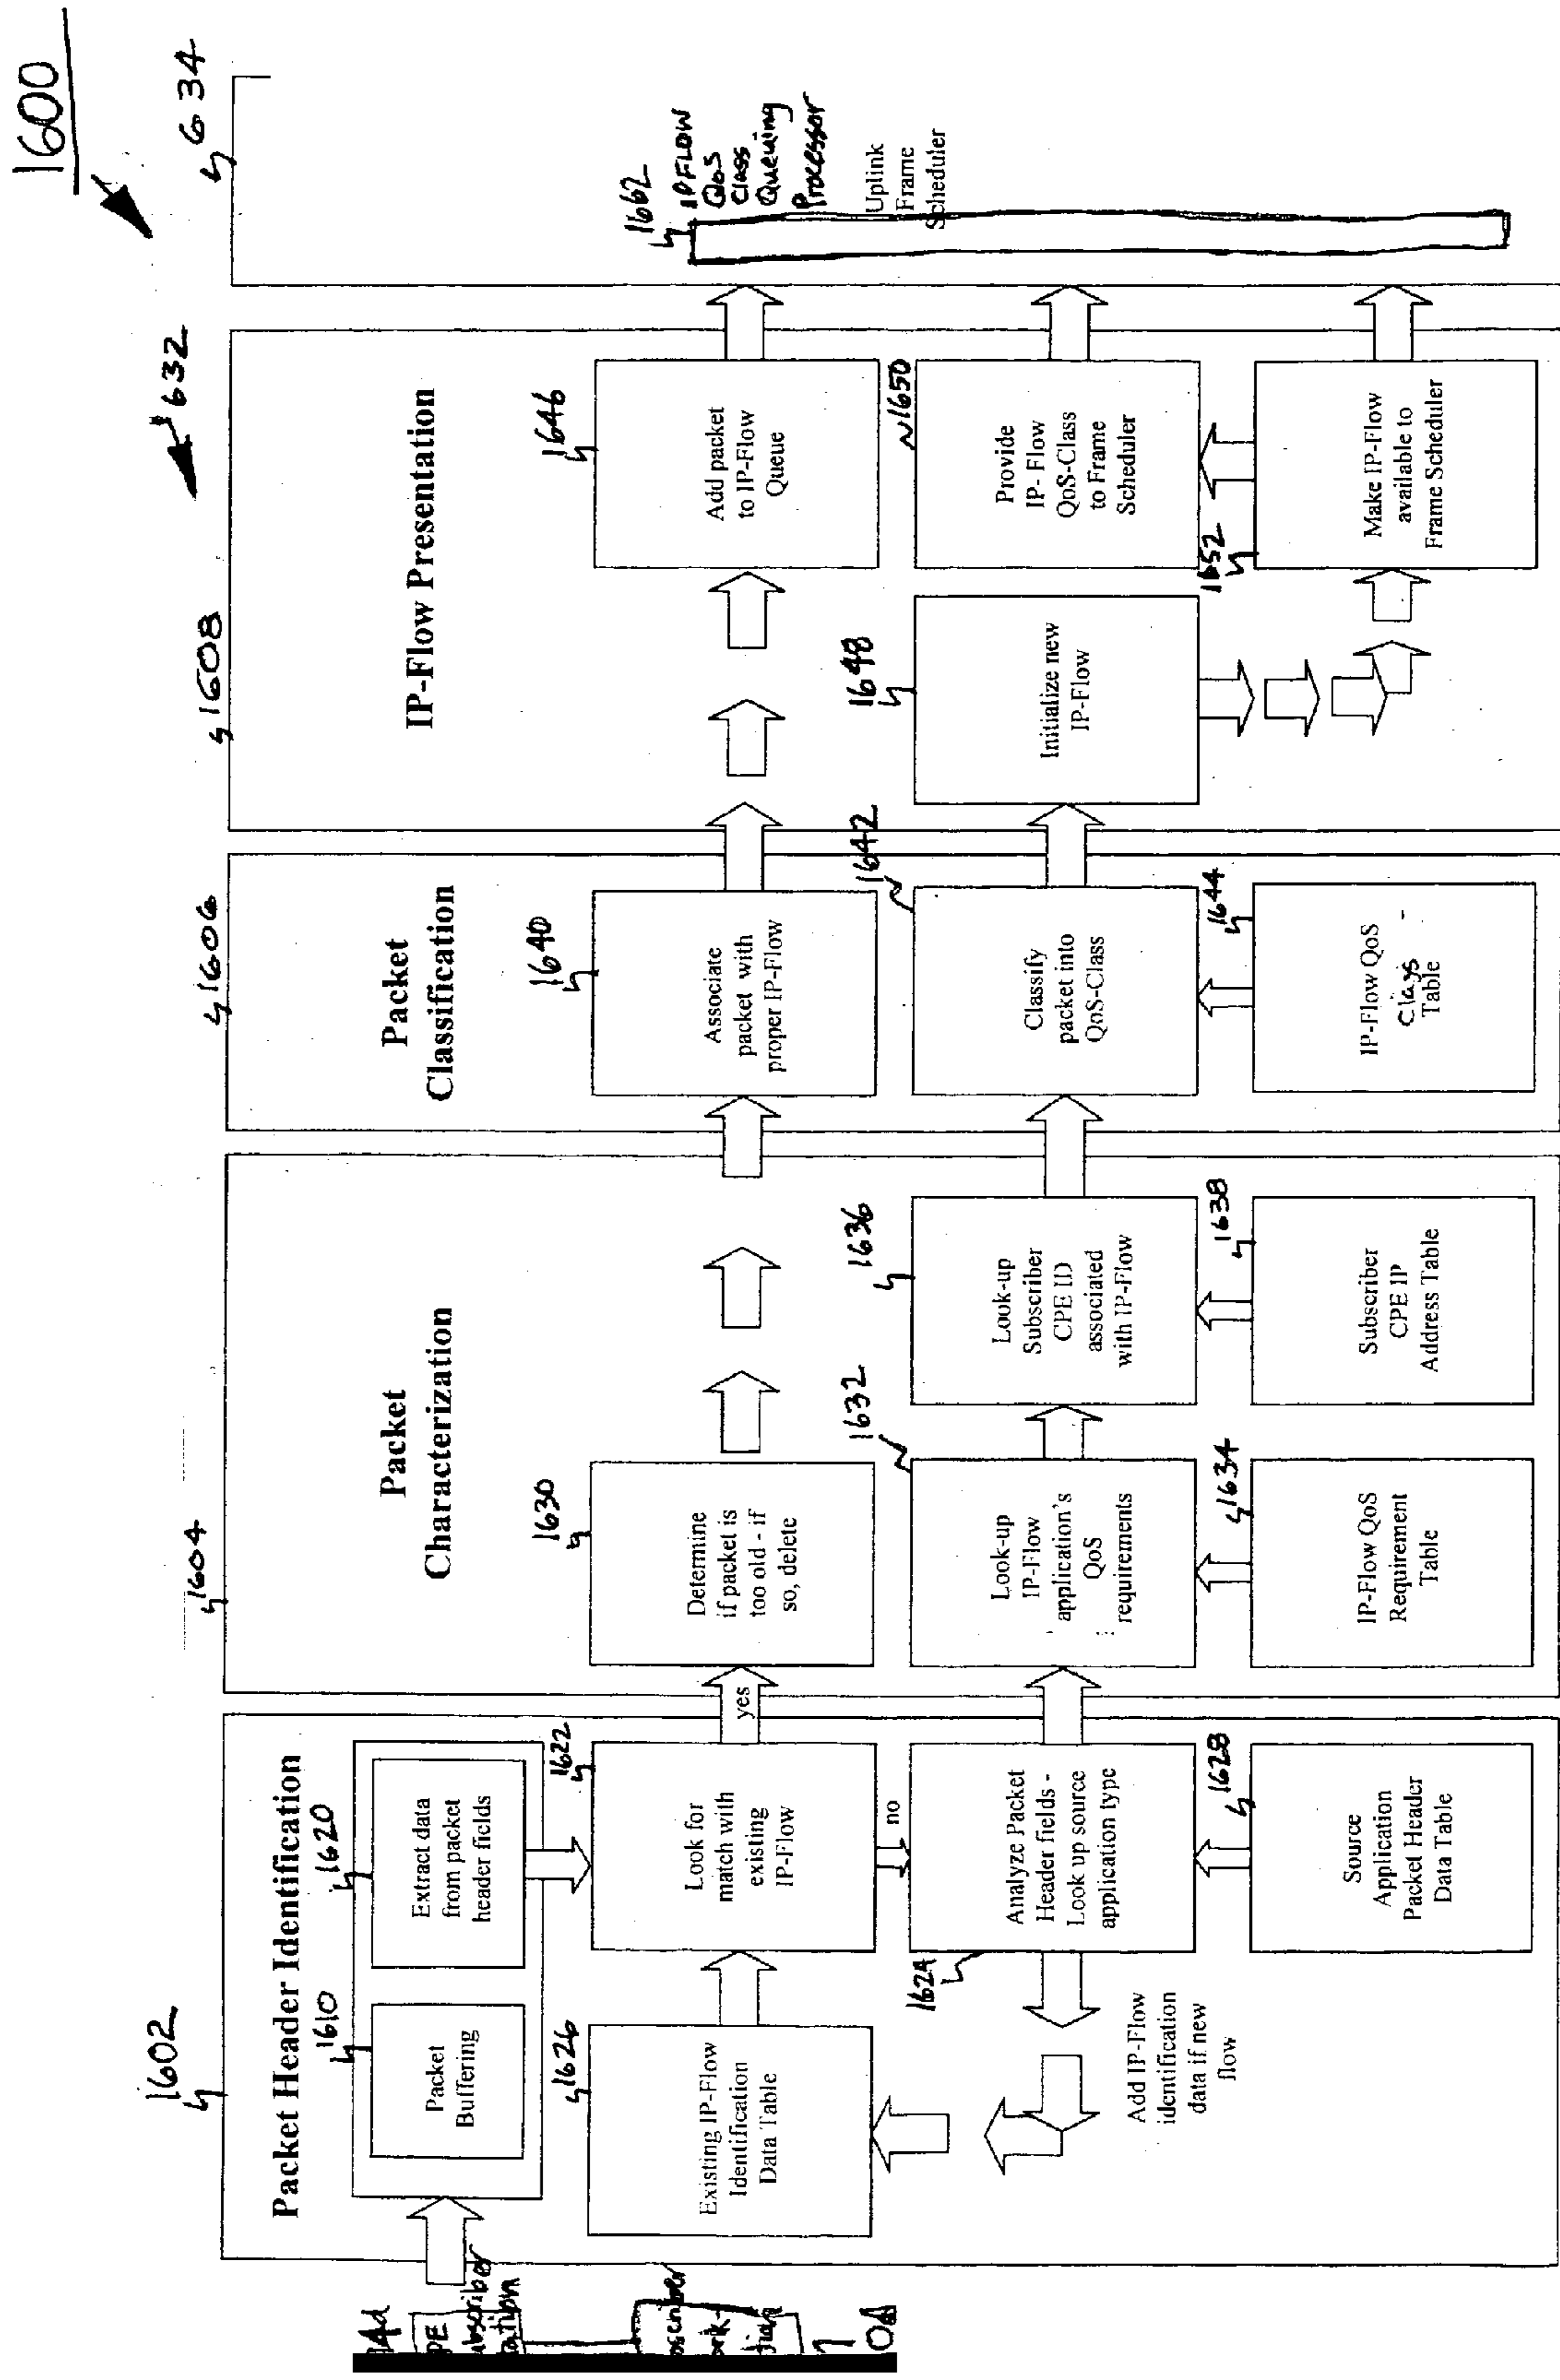 1600
632
634
1602
Packet Header Identification
1610
Packet
Buffering
1620
Extract data
from packet
header fields
1626
Existing IP-Flow
Identification
Data Table
1622
Look for
match with
existing
IP-Flow
yes
no
1624
Analyze Packet
Header fields -
Look up source
application type
Add IP-Flow
identification
data if new
flow
1628
Source
Application
Packet Header
Data Table
1604
Packet
Characterization
1630
Determine
if packet is
too old - if
so, delete
1632
Look-up
IP-Flow
application's
QoS
requirements
1634
IP-Flow QoS
Requirement
Table
1636
Look-up
Subscriber
CPE ID
associated
with IP-Flow
1638
Subscriber
CPE IP
Address Table
1606
Packet
Classification
1640
Associate
packet with
proper IP-Flow
1642
Classify
packet into
QoS-Class
1644
IP-Flow QoS
Class
Table
1608
IP-Flow Presentation
1646
Add packet
to IP-Flow
Queue
1648
Initialize new
IP-Flow
1650
Provide
IP- Flow
QoS-Class
to Frame
Scheduler
1652
Make IP-Flow
available to
Frame Scheduler
1662
IPFLOW
QoS
Class
Queuing
Processor
Uplink
Frame
Scheduler